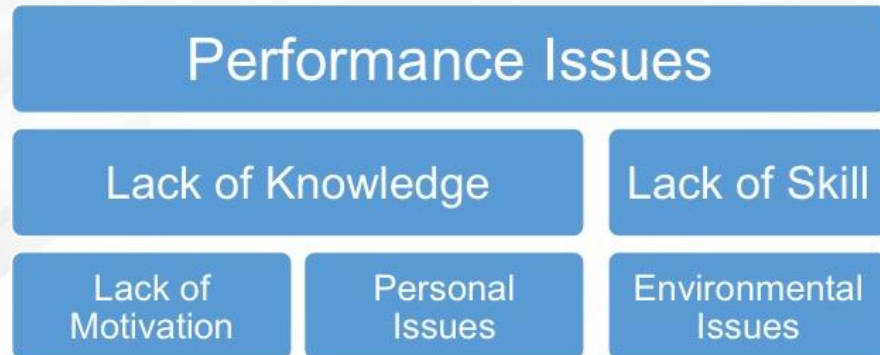 Performance Issues
Lack of Knowledge
Lack of Skill
Lack of
Motivation
Personal
Issues
Environmental
Issues